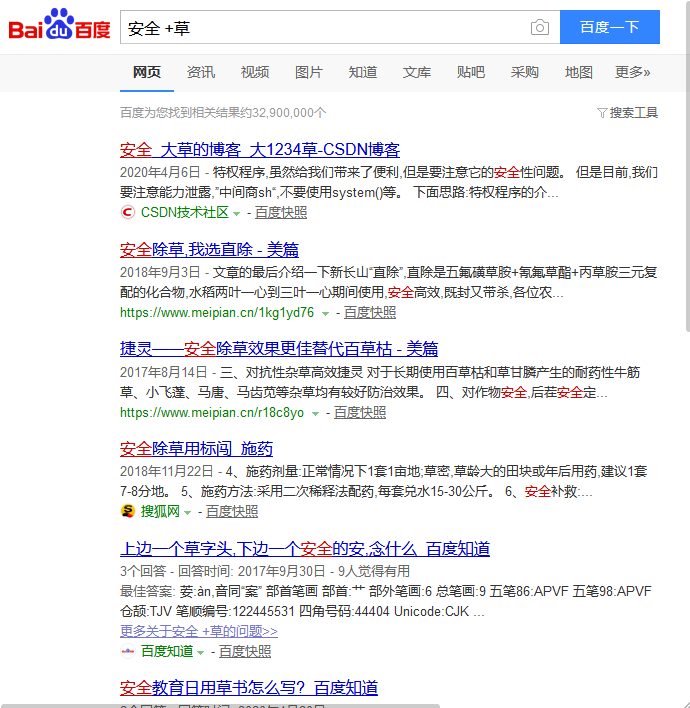 Bai du 百度 安全 +草 百度一下
网页 资讯 视频 图片 知道 文库 贴吧 采购 地图 更多»
百度为您找到相关结果约32,900,000个 搜索工具
安全 大草的博客 大1234草-CSDN博客
2020年4月6日 - 特权程序,虽然给我们带来了便利,但是要注意它的安全性问题。 但是目前,我们
要注意能力泄露,”中间商sh“,不要使用system()等。 下面思路:特权程序的介...
CSDN技术社区 - 百度快照
安全除草,我选直除 - 美篇
2018年9月3日 - 文章的最后介绍一下新长山“直除”,直除是五氟磺草胺+氰氟草酯+丙草胺三元复
配的化合物,水稻两叶一心到三叶一心期间使用,安全高效,既封又带杀,各位农...
https://www.meipian.cn/1kg1yd76 - 百度快照
捷灵——安全除草效果更佳替代百草枯 - 美篇
2017年8月14日 - 三、对抗性杂草高效捷灵 对于长期使用百草枯和草甘膦产生的耐药性牛筋
草、小飞蓬、马唐、马齿苋等杂草均有较好防治效果。 四、对作物安全,后茬安全定...
https://www.meipian.cn/r18c8yo - 百度快照
安全除草用标闯 施药
2018年11月22日 - 4、施药剂量:正常情况下1套1亩地;草密,草龄大的田块或年后用药,建议1套
7-8分地。 5、施药方法:采用二次稀释法配药,每套兑水15-30公斤。 6、安全补救:...
搜狐网 - 百度快照
上边一个草字头,下边一个安全的安,念什么 百度知道
3个回答 - 回答时间: 2017年9月30日 - 9人觉得有用
最佳答案: 荌:àn,音同“案” 部首笔画 部首:艹 部外笔画:6 总笔画:9 五笔86:APVF 五笔98:APVF
仓颉:TJV 笔顺编号:122445531 四角号码:44404 Unicode:CJK ...
更多关于安全 +草的问题>>
百度知道 - 百度快照
安全教育日用草书怎么写? 百度知道